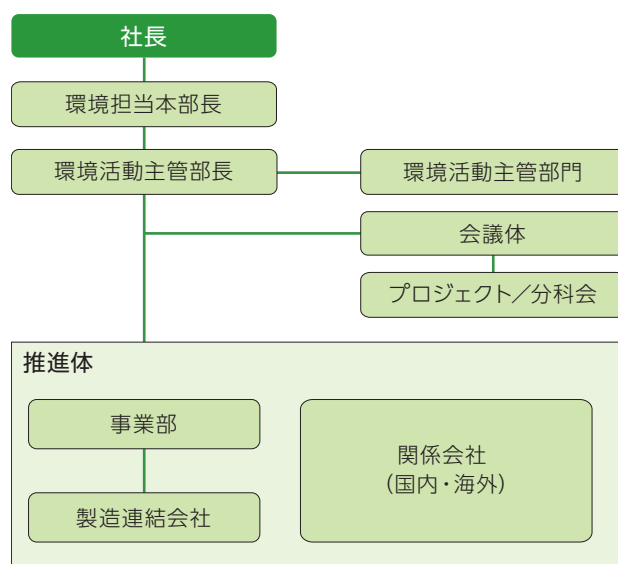 社長
環境担当本部長
環境活動主管部長
環境活動主管部門
会議体
プロジェクト／分科会
推進体
事業部
製造連結会社
関係会社
（国内・海外）